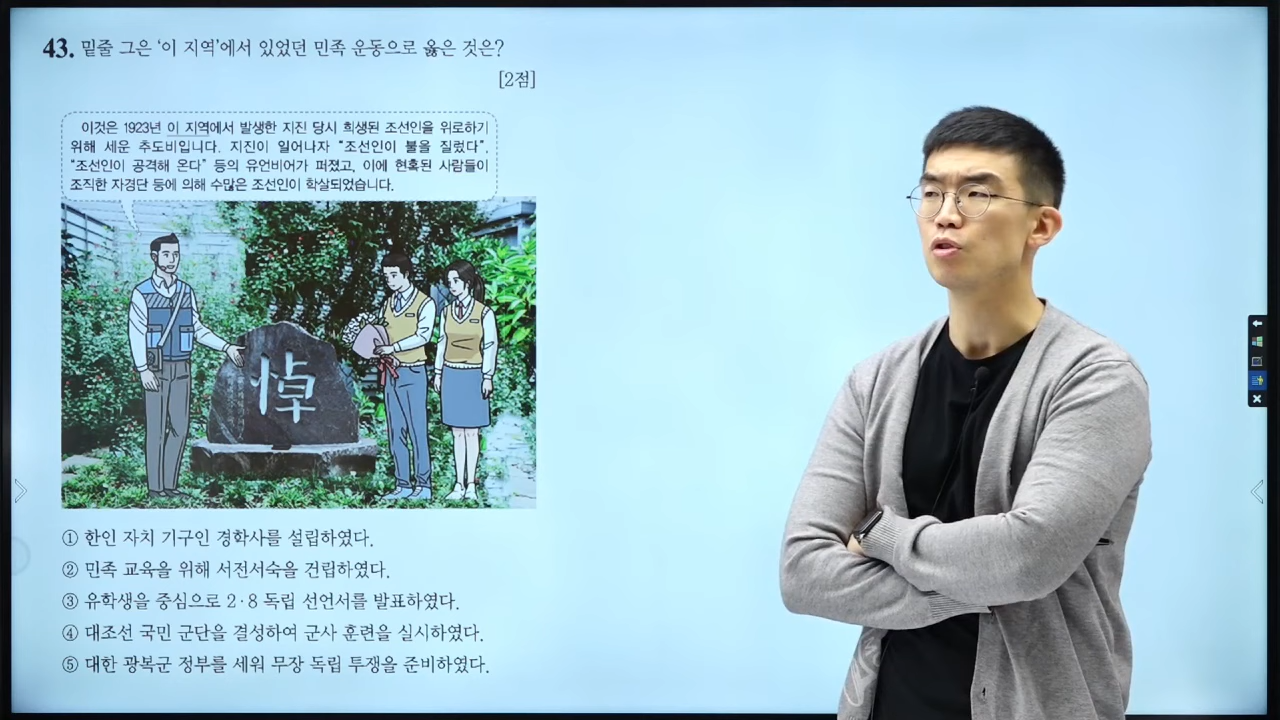 43. 밑줄 그은 '이 지역'에서 있었던 민족 운동으로 옳은 것은?
[2점]
이것은 1923년 이 지역에서 발생한 지진 당시 희생된 조선인을 위로하기
위해 세운 추도비입니다. 지진이 일어나자 "조선인이 불을 질렀다",
"조선인이 공격해 온다" 등의 유언비어가 퍼졌고, 이에 현혹된 사람들이
조직한 자경단 등에 의해 수많은 조선인이 학살되었습니다.
悼
① 한인 자치 기구인 경학사를 설립하였다.
② 민족 교육을 위해 서전서숙을 건립하였다.
③ 유학생을 중심으로 2·8 독립 선언서를 발표하였다.
④ 대조선 국민 군단을 결성하여 군사 훈련을 실시하였다.
⑤ 대한 광복군 정부를 세워 무장 독립 투쟁을 준비하였다.